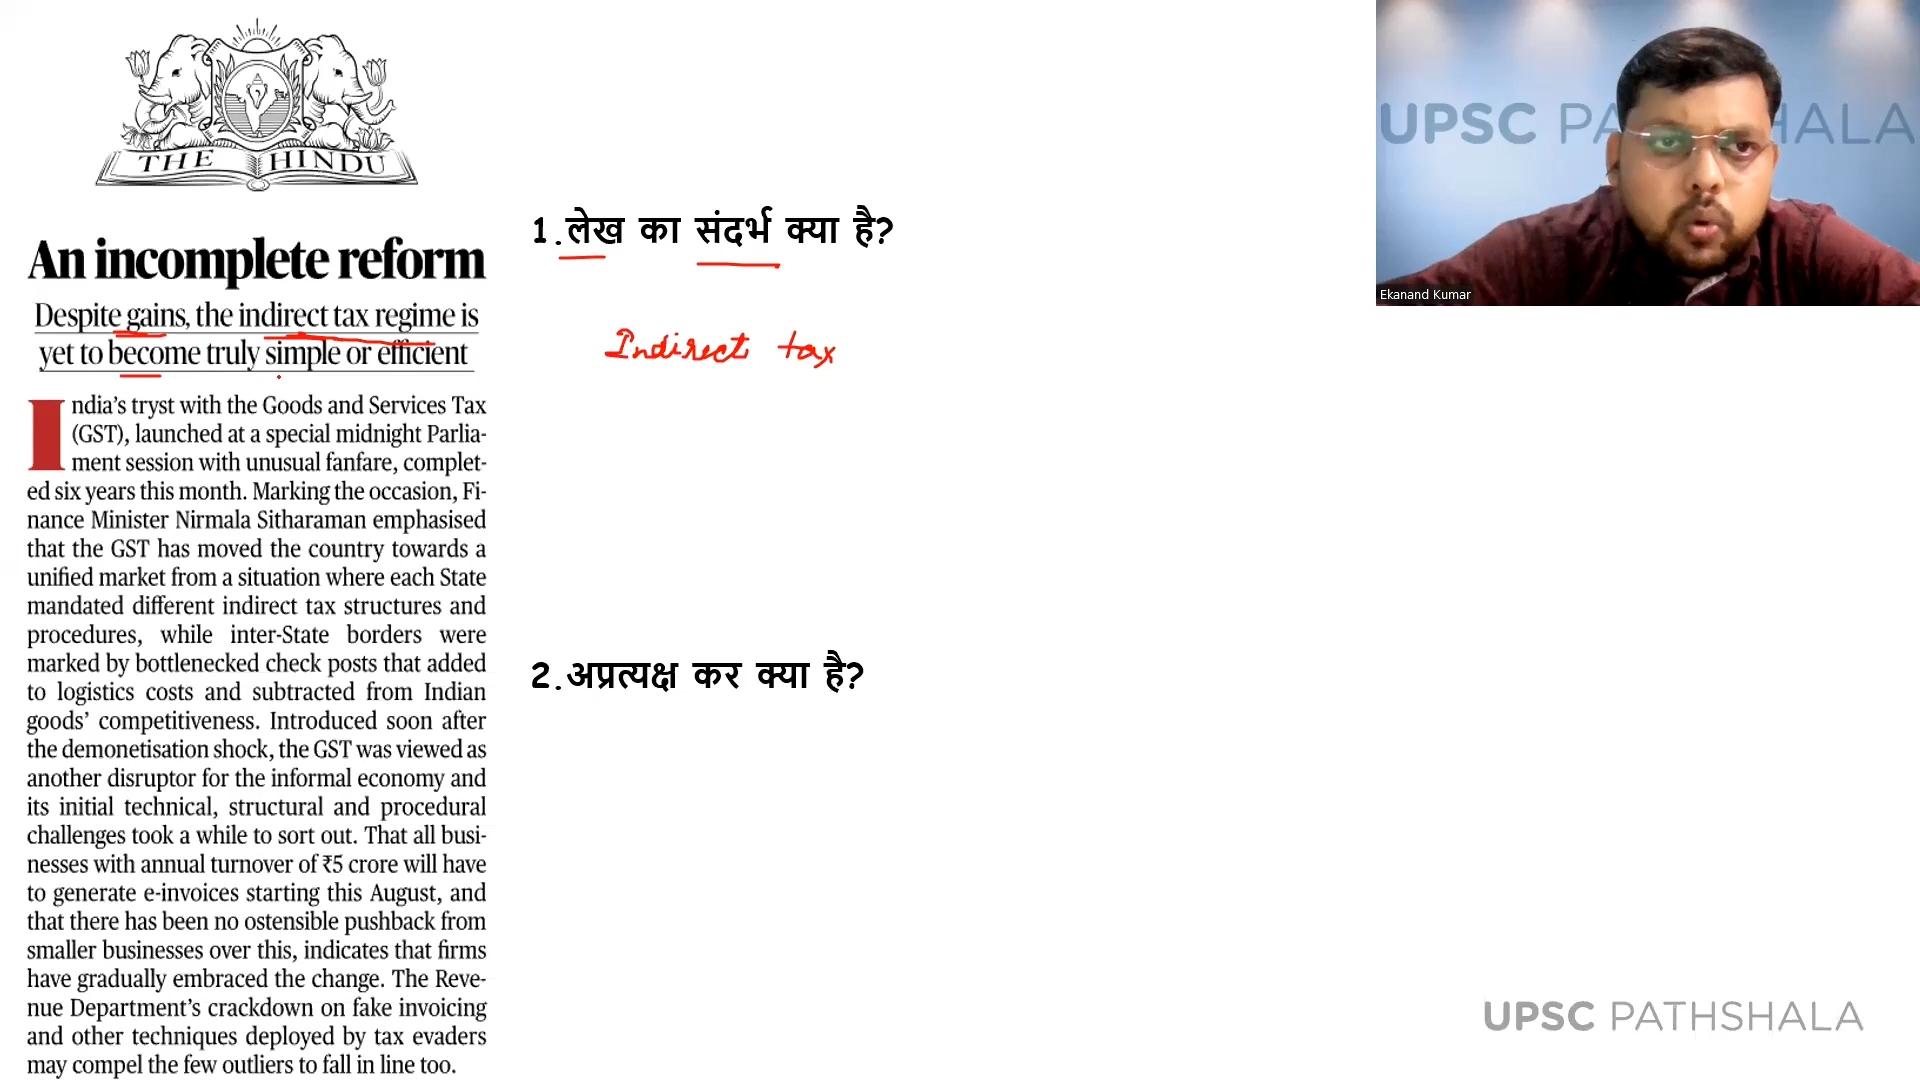 THE HINDU
An incomplete reform
Despite gains, the indirect tax regime is
yet to become truly simple or efficient
India's tryst with the Goods and Services Tax
(GST), launched at a special midnight Parlia-
ment session with unusual fanfare, complet-
ed six years this month. Marking the occasion, Fi-
nance Minister Nirmala Sitharaman emphasised
that the GST has moved the country towards a
unified market from a situation where each State
mandated different indirect tax structures and
procedures, while inter-State borders were
marked by bottlenecked check posts that added
to logistics costs and subtracted from Indian
goods' competitiveness. Introduced soon after
the demonetisation shock, the GST was viewed as
another disruptor for the informal economy and
its initial technical, structural and procedural
challenges took a while to sort out. That all busi-
nesses with annual turnover of ₹5 crore will have
to generate e-invoices starting this August, and
that there has been no ostensible pushback from
smaller businesses over this, indicates that firms
have gradually embraced the change. The Reve-
nue Department's crackdown on fake invoicing
and other techniques deployed by tax evaders
may compel the few outliers to fall in line too.
1.लेख का संदर्भ क्या है?
Indirect tax
2.अप्रत्यक्ष कर क्या है?
UPSC PATHSHALA
Ekanand Kumar
UPSC PATHSHALA